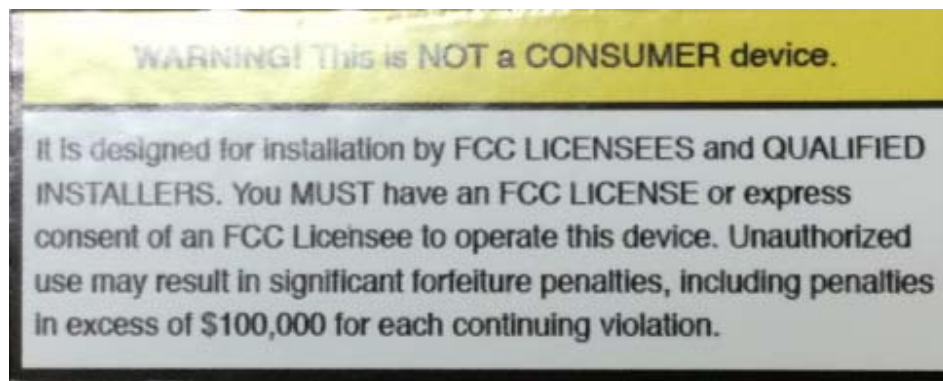 WARNING! This is NOT a CONSUMER device.
It is designed for installation by FCC LICENSEES and QUALIFIED
INSTALLERS. You MUST have an FCC LICENSE or express
consent of an FCC Licensee to operate this device. Unauthorized
use may result in significant forfeiture penalties, including penalties
in excess of $100,000 for each continuing violation.